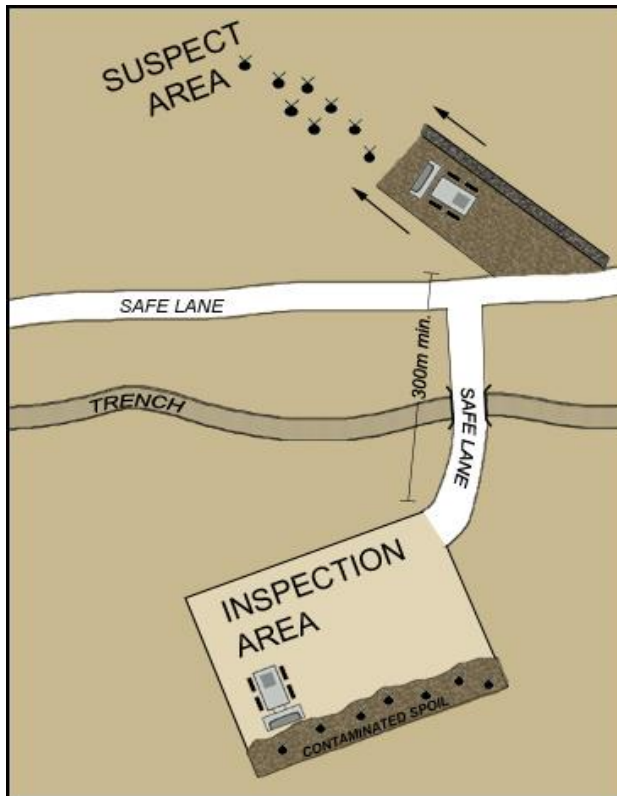 SUSPECT
AREA
SAFE LANE
300m min.
TRENCH
SAFE LANE
INSPECTION
AREA
CONTAMINATED SPOIL